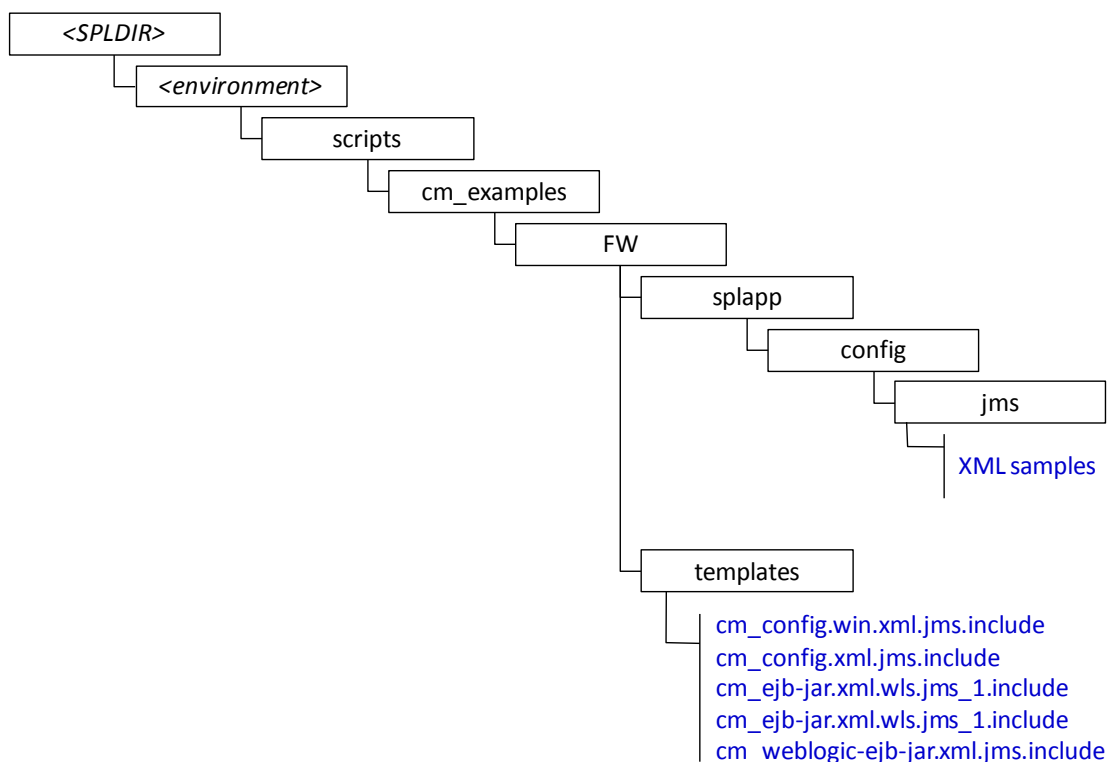 <SPLDIR>
<environment>
scripts
cm_examples
FW
splapp
config
jms
XML samples
templates
cm_config.win.xml.jms.include
cm_config.xml.jms.include
cm_ejb-jar.xml.wls.jms_1.include
cm_ejb-jar.xml.wls.jms_1.include
cm_weblogic-ejb-jar.xml.jms.include